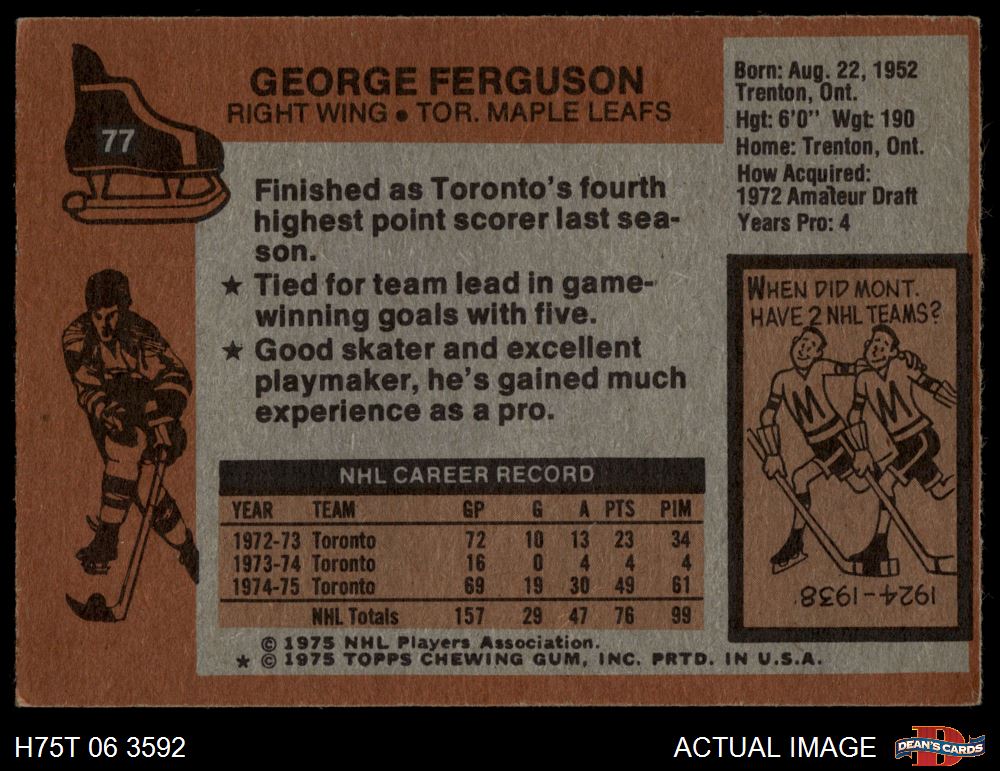 77
GEORGE FERGUSON
RIGHT WING • TOR. MAPLE LEAFS
Born: Aug. 22, 1952
Trenton, Ont.
Hgt: 6'0" Wgt: 190
Home: Trenton, Ont.
How Acquired:
1972 Amateur Draft
Years Pro: 4
Finished as Toronto's fourth
highest point scorer last sea-
son.
★ Tied for team lead in game-
winning goals with five.
★ Good skater and excellent
playmaker, he's gained much
experience as a pro.
WHEN DID MONT.
HAVE 2 NHL TEAMS?
M M
1924-1938
NHL CAREER RECORD
YEAR TEAM GP G A PTS PIM
1972-73 Toronto 72 10 13 23 34
1973-74 Toronto 16 0 4 4 4
1974-75 Toronto 69 19 30 49 61
NHL Totals 157 29 47 76 99
© 1975 NHL Players Association.
★ © 1975 TOPPS CHEWING GUM, INC. PRTD. IN U.S.A.
H75T 06 3592
ACTUAL IMAGE
D
DEAN'S CARDS